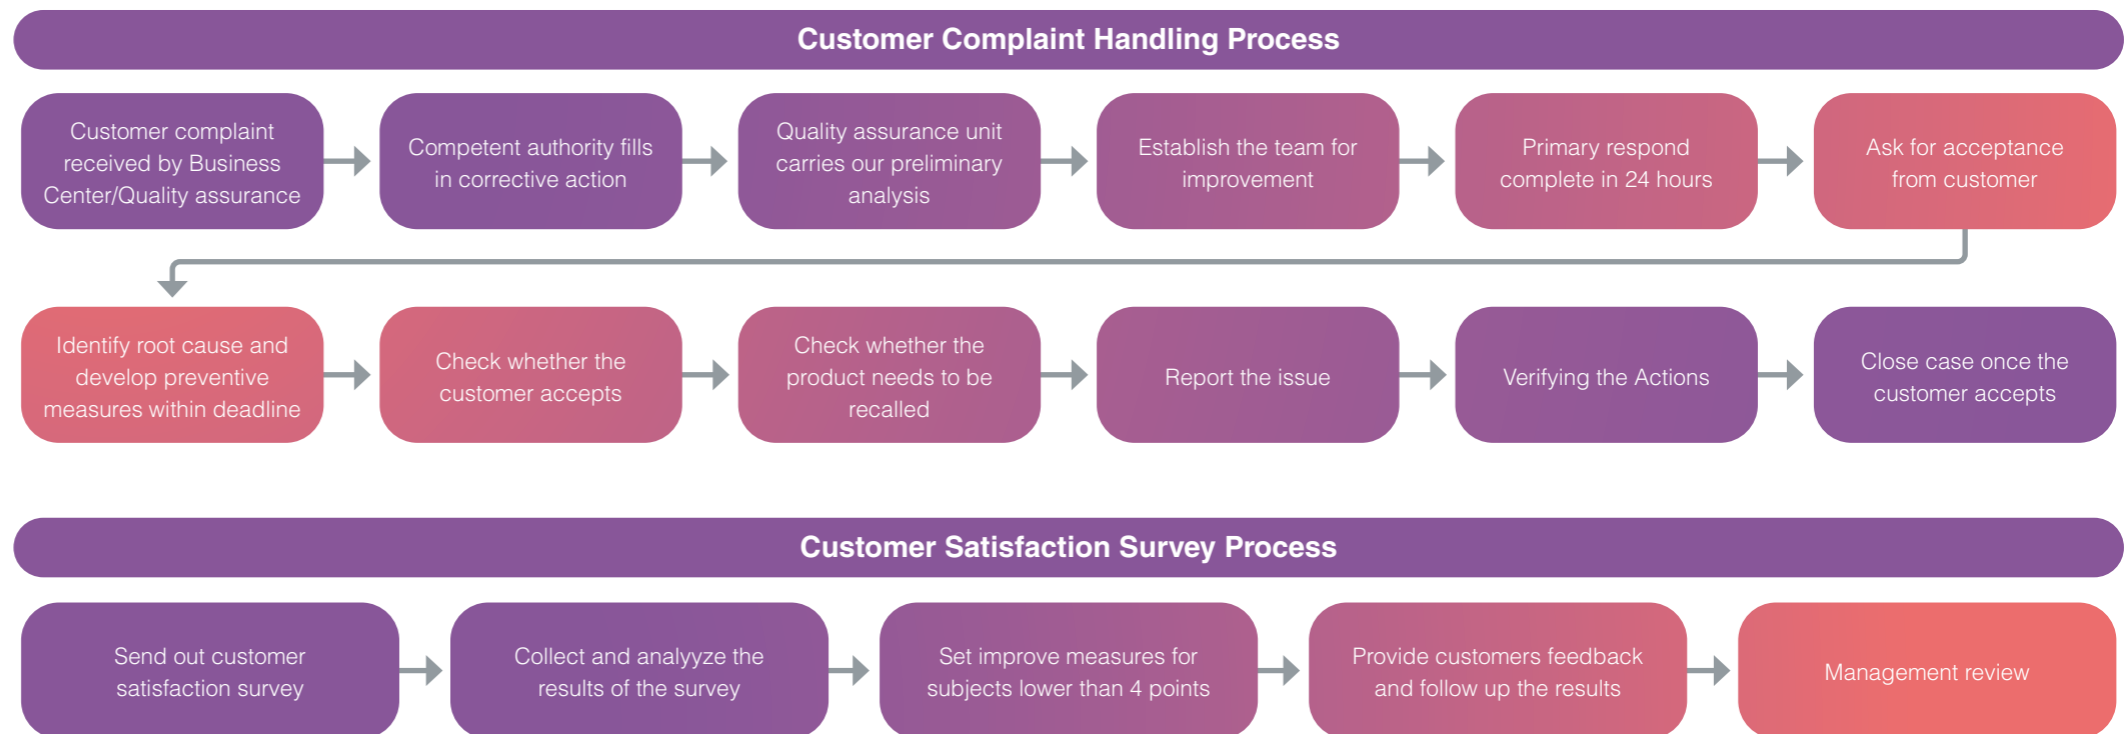 Customer Complaint Handling Process
Customer complaint
received by Business
Center/Quality assurance
Competent authority fills
in corrective action
Quality assurance unit
carries our preliminary
analysis
Establish the team for
improvement
Primary respond
complete in 24 hours
Ask for acceptance
from customer
Identify root cause and
develop preventive
measures within deadline
Check whether the
customer accepts
Check whether the
product needs to be
recalled
Report the issue
Verifying the Actions
Close case once the
customer accepts
Customer Satisfaction Survey Process
Send out customer
satisfaction survey
Collect and analyyze the
results of the survey
Set improve measures for
subjects lower than 4 points
Provide customers feedback
and follow up the results
Management review